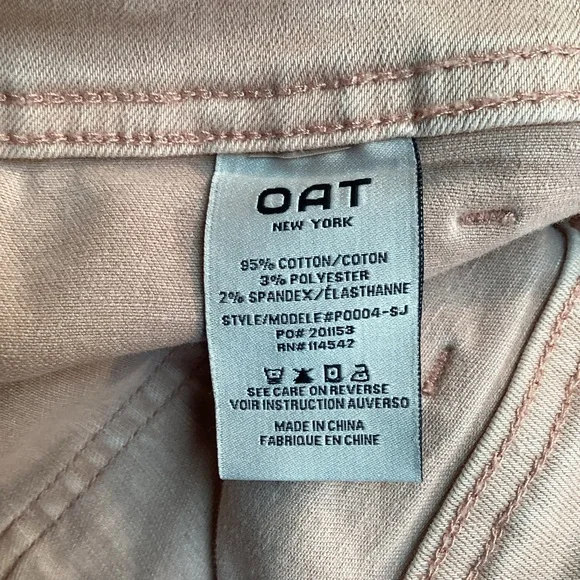 OAT
NEW YORK
95% COTTON/COTON
3% POLYESTER
2% SPANDEX/ÉLASTHANNE
STYLE/MODELE#P0004-SJ
PO# 201153
RN# 114542
SEE CARE ON REVERSE
VOIR INSTRUCTION AUVERSO
MADE IN CHINA
FABRIQUE EN CHINE